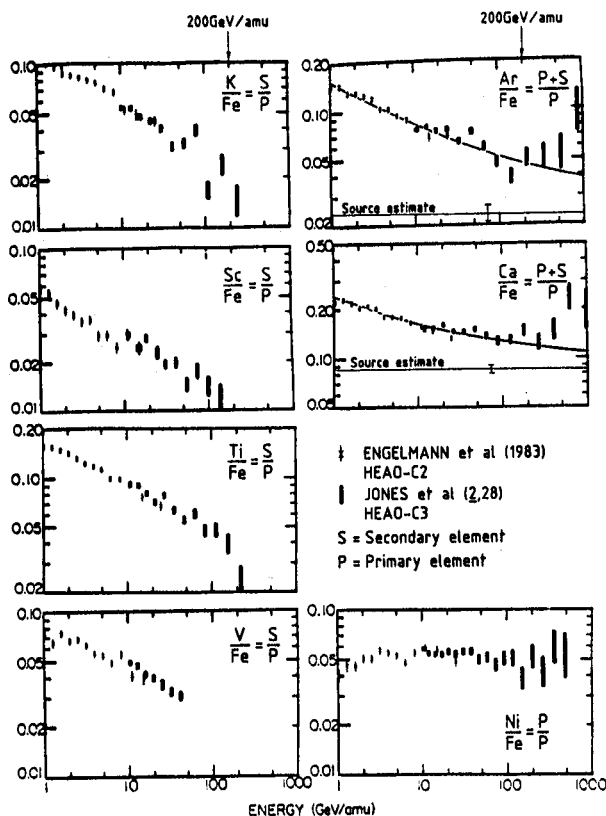 200GeV/amu
200GeV/amu
0.10
0.05
0.02
0.01
K/Fe = S/P
0.20
0.10
0.05
0.02
Ar/Fe = P+S/P
Source estimate
0.10
0.05
0.02
0.01
Sc/Fe = S/P
0.50
0.20
0.10
0.05
Ca/Fe = P+S/P
Source estimate
0.20
0.10
0.05
0.02
Ti/Fe = S/P
ENGELMANN et al (1983)
HEAO-C2
JONES et al (2,28)
HEAO-C3
S = Secondary element
P = Primary element
0.10
0.05
0.02
0.01
V/Fe = S/P
0.10
0.05
0.02
0.01
Ni/Fe = P/P
1 10 100 1000
1 10 100 1000
ENERGY (GeV/amu)